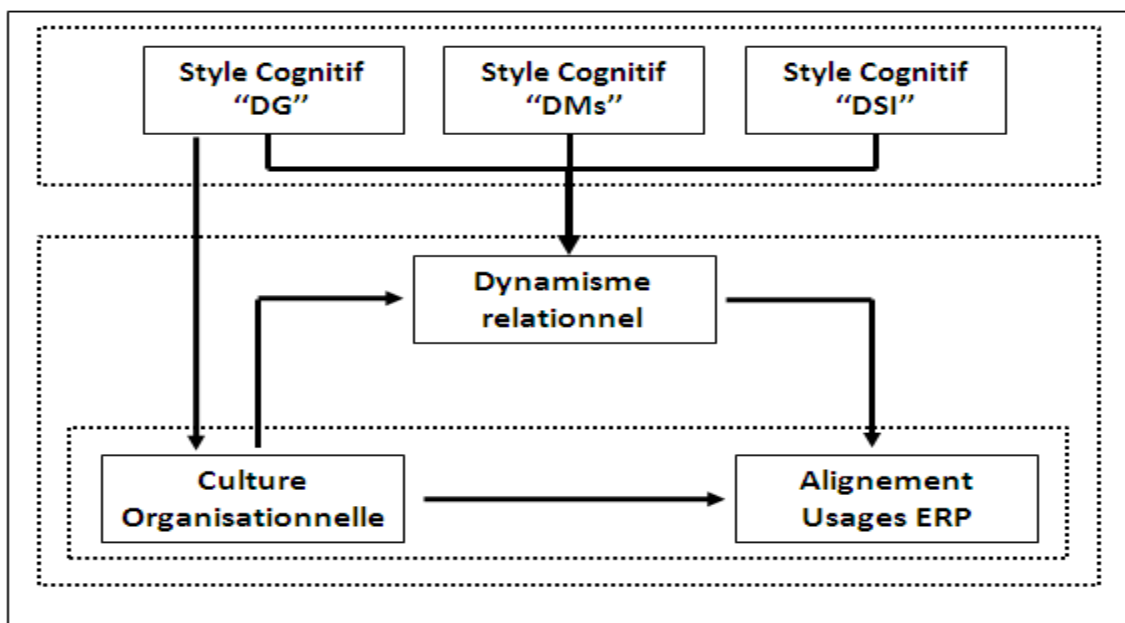 Style Cognitif
“DG”
Style Cognitif
“DMs”
Style Cognitif
“DSI”
Dynamisme
relationnel
Culture
Organisationnelle
Alignement
Usages ERP